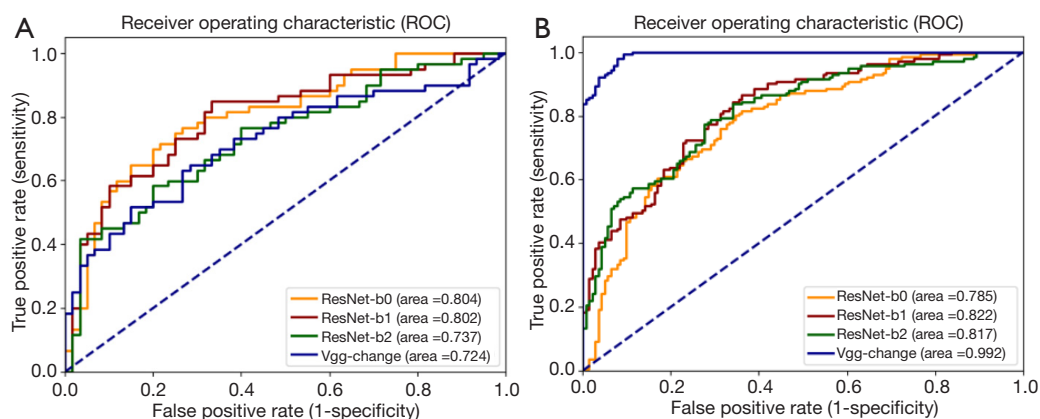 A
Receiver operating characteristic (ROC)
True positive rate (sensitivity)
1.0
0.8
0.6
0.4
0.2
0.0
ResNet-b0 (area =0.804)
ResNet-b1 (area =0.802)
ResNet-b2 (area =0.737)
Vgg-change (area =0.724)
0.0 0.2 0.4 0.6 0.8 1.0
False positive rate (1-specificity)
B
Receiver operating characteristic (ROC)
True positive rate (sensitivity)
1.0
0.8
0.6
0.4
0.2
0.0
ResNet-b0 (area =0.785)
ResNet-b1 (area =0.822)
ResNet-b2 (area =0.817)
Vgg-change (area =0.992)
0.0 0.2 0.4 0.6 0.8 1.0
False positive rate (1-specificity)